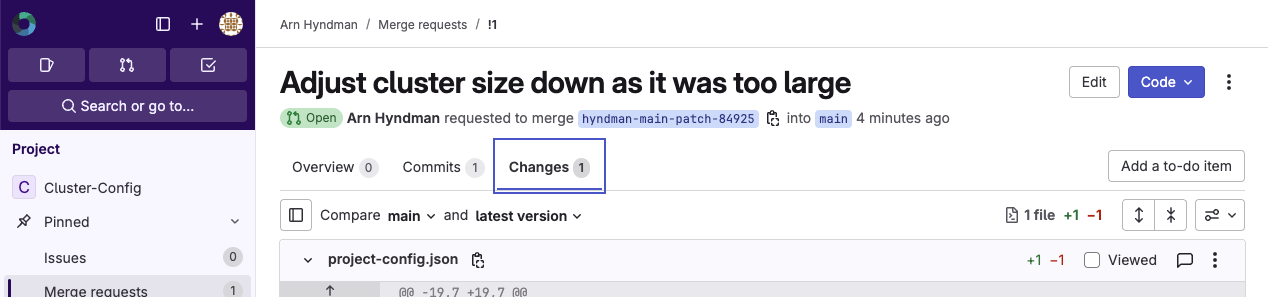 Search or go to...
Project
C Cluster-Config
Pinned
Issues 0
Merge requests 1
Arn Hyndman / Merge requests / !1
Adjust cluster size down as it was too large
Edit
Code
Open Arn Hyndman requested to merge hyndman-main-patch-84925 into main 4 minutes ago
Overview 0 Commits 1 Changes 1
Add a to-do item
Compare main and latest version
1 file +1 −1
project-config.json
+1 −1 Viewed
@@ -19,7 +19,7 @@